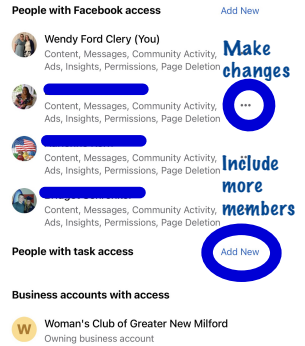 People with Facebook access Add New
Wendy Ford Clery (You)
Content, Messages, Community Activity,
Ads, Insights, Permissions, Page Deletion
Make
changes
Content, Messages, Community Activity,
Ads, Insights, Permissions, Page Deletion
Content, Messages, Community Activity,
Ads, Insights, Permissions, Page Deletion
Include
more
members
Content, Messages, Community Activity,
Ads, Insights, Permissions, Page Deletion
People with task access Add New
Business accounts with access
W
Woman's Club of Greater New Milford
Owning business account